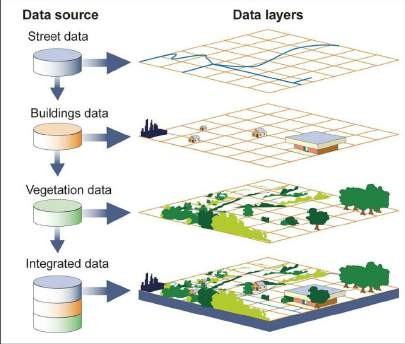 Data source
Data layers
Street data
Buildings data
Vegetation data
Integrated data